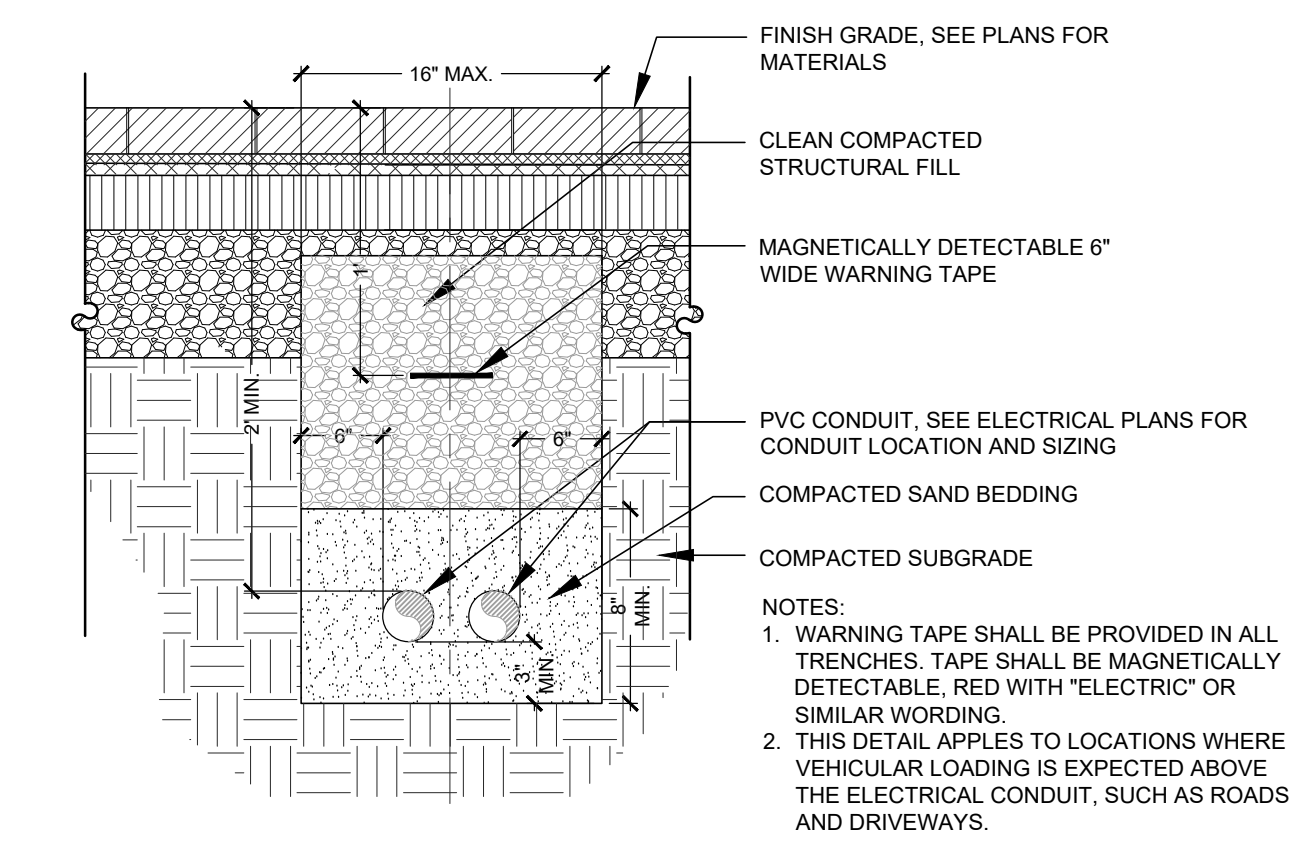 FINISH GRADE, SEE PLANS FOR
MATERIALS
16" MAX.
CLEAN COMPACTED
STRUCTURAL FILL
MAGNETICALLY DETECTABLE 6"
WIDE WARNING TAPE
1'
2' MIN.
6"
6"
PVC CONDUIT, SEE ELECTRICAL PLANS FOR
CONDUIT LOCATION AND SIZING
COMPACTED SAND BEDDING
COMPACTED SUBGRADE
8"
MIN.
3"
MIN.
NOTES:
1. WARNING TAPE SHALL BE PROVIDED IN ALL
TRENCHES. TAPE SHALL BE MAGNETICALLY
DETECTABLE, RED WITH "ELECTRIC" OR
SIMILAR WORDING.
2. THIS DETAIL APPLES TO LOCATIONS WHERE
VEHICULAR LOADING IS EXPECTED ABOVE
THE ELECTRICAL CONDUIT, SUCH AS ROADS
AND DRIVEWAYS.